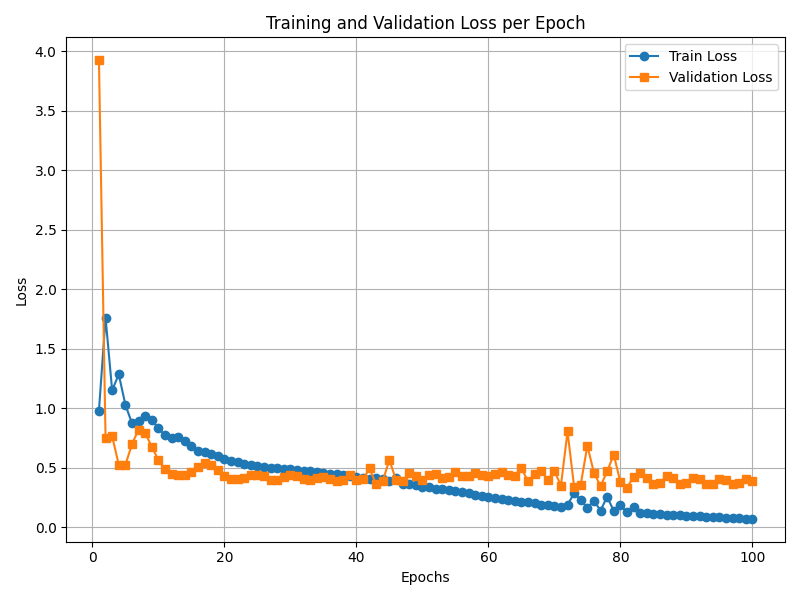 Training and Validation Loss per Epoch
Train Loss
Validation Loss
4.0
3.5
3.0
2.5
2.0
1.5
1.0
0.5
0.0
Loss
0 20 40 60 80 100
Epochs